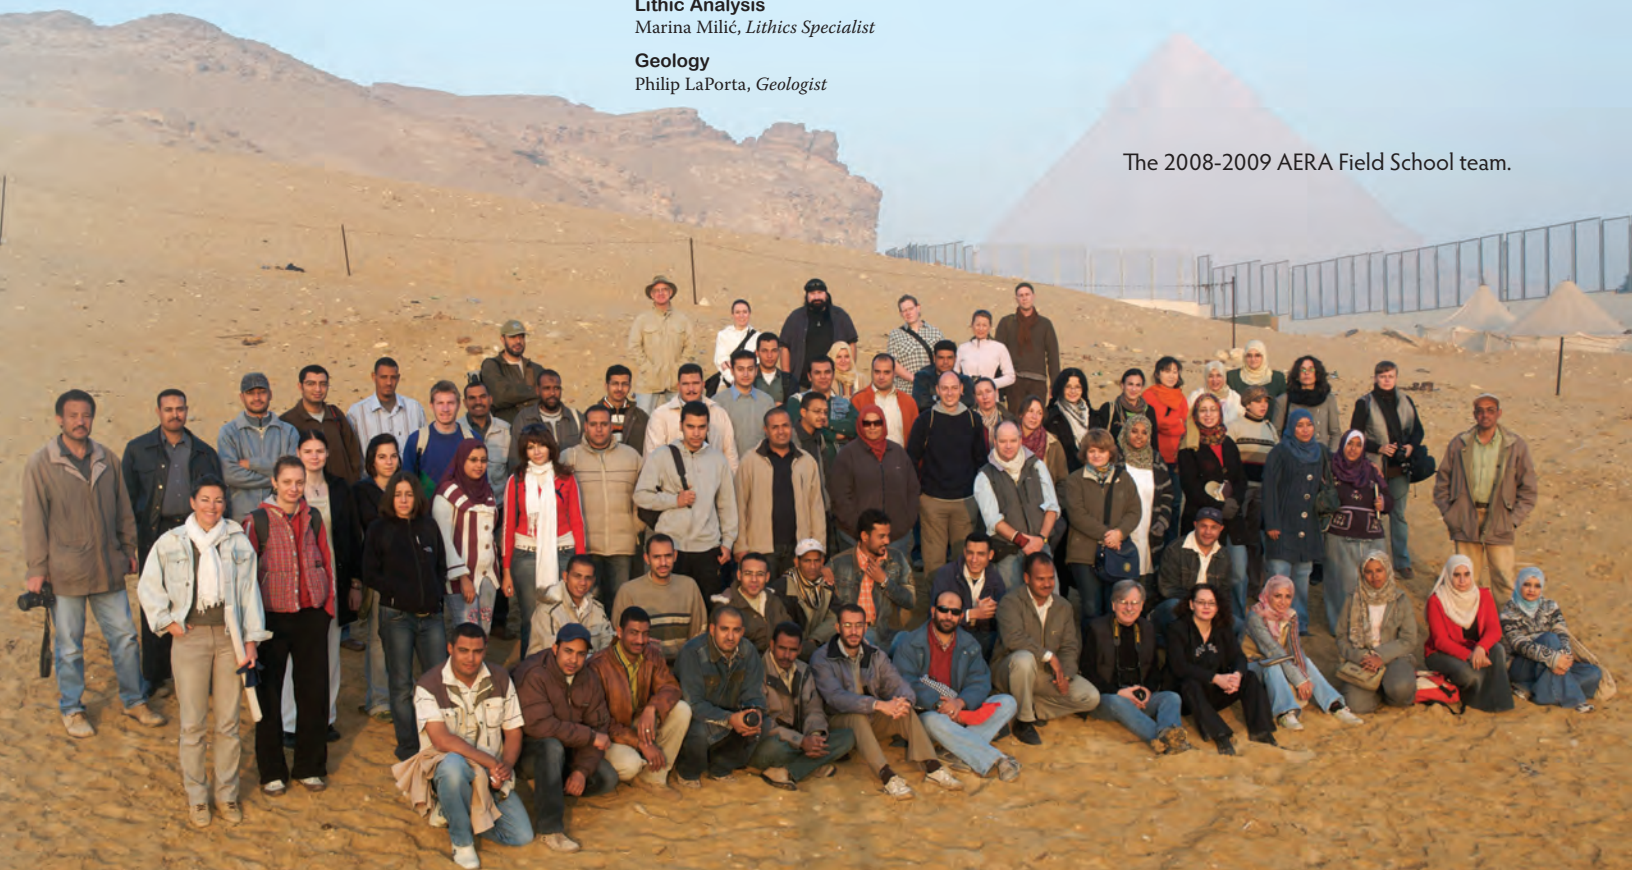 Lithic Analysis
Marina Milić, Lithics Specialist
Geology
Philip LaPorta, Geologist
The 2008-2009 AERA Field School team.